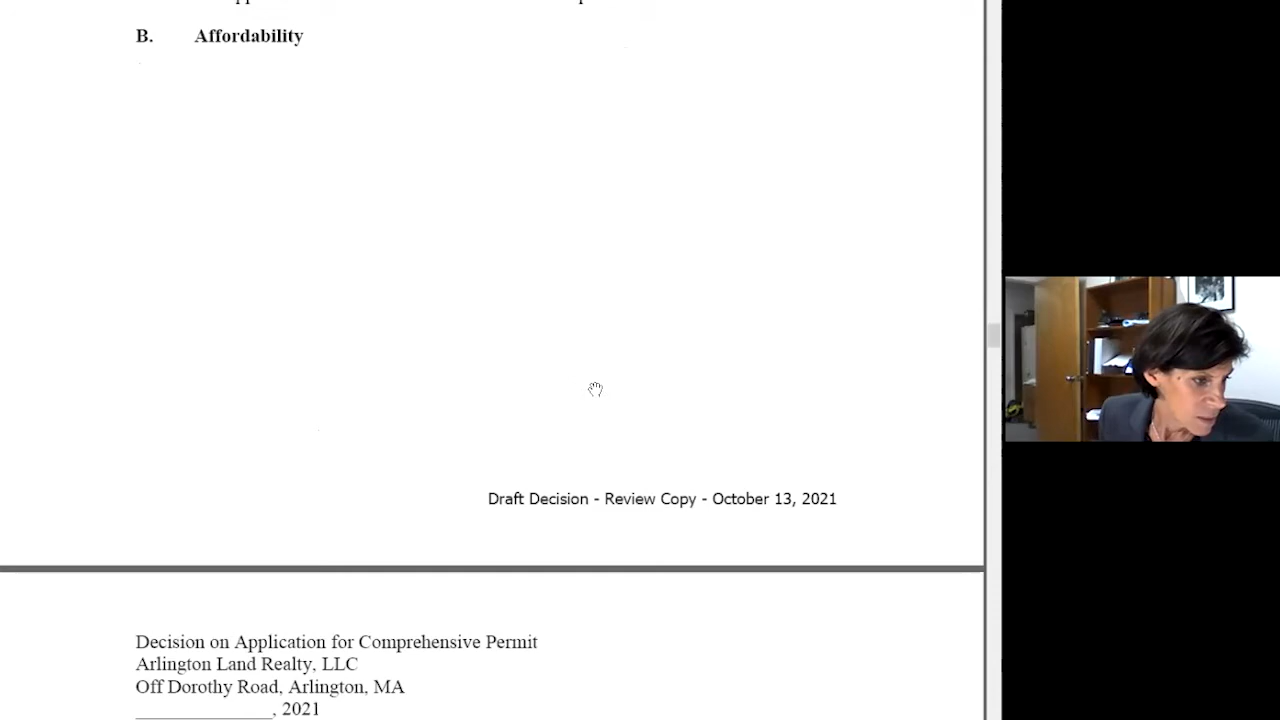 B. Affordability
Draft Decision - Review Copy - October 13, 2021
Decision on Application for Comprehensive Permit
Arlington Land Realty, LLC
Off Dorothy Road, Arlington, MA
______________, 2021